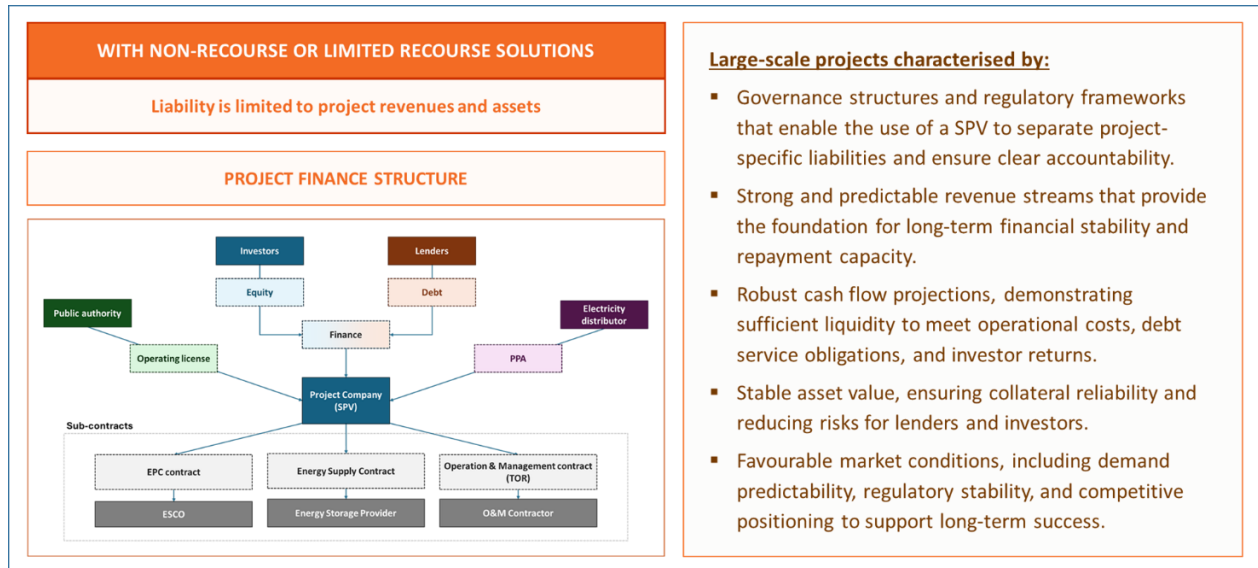 WITH NON-RECOURSE OR LIMITED RECOURSE SOLUTIONS
Liability is limited to project revenues and assets
PROJECT FINANCE STRUCTURE
Investors
Lenders
Equity
Debt
Public authority
Electricity
distributor
Finance
Operating license
PPA
Project Company
(SPV)
Sub-contracts
EPC contract
Energy Supply Contract
Operation & Management contract
(TOR)
ESCO
Energy Storage Provider
O&M Contractor
Large-scale projects characterised by:
▪ Governance structures and regulatory frameworks
that enable the use of a SPV to separate project-
specific liabilities and ensure clear accountability.
▪ Strong and predictable revenue streams that provide
the foundation for long-term financial stability and
repayment capacity.
▪ Robust cash flow projections, demonstrating
sufficient liquidity to meet operational costs, debt
service obligations, and investor returns.
▪ Stable asset value, ensuring collateral reliability and
reducing risks for lenders and investors.
▪ Favourable market conditions, including demand
predictability, regulatory stability, and competitive
positioning to support long-term success.